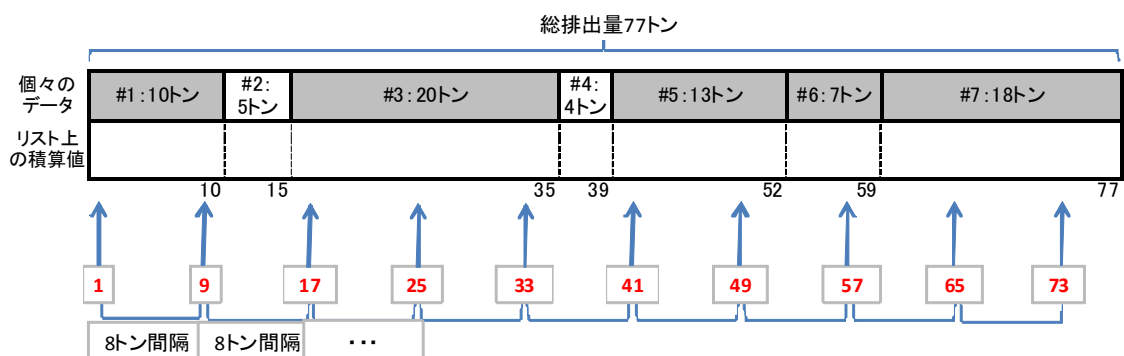 総排出量77トン
個々の
データ
#1:10トン
#2:
5トン
#3:20トン
#4:
4トン
#5:13トン
#6:7トン
#7:18トン
リスト上
の積算値
10 15 35 39 52 59 77
1 9 17 25 33 41 49 57 65 73
8トン間隔 8トン間隔 ・・・